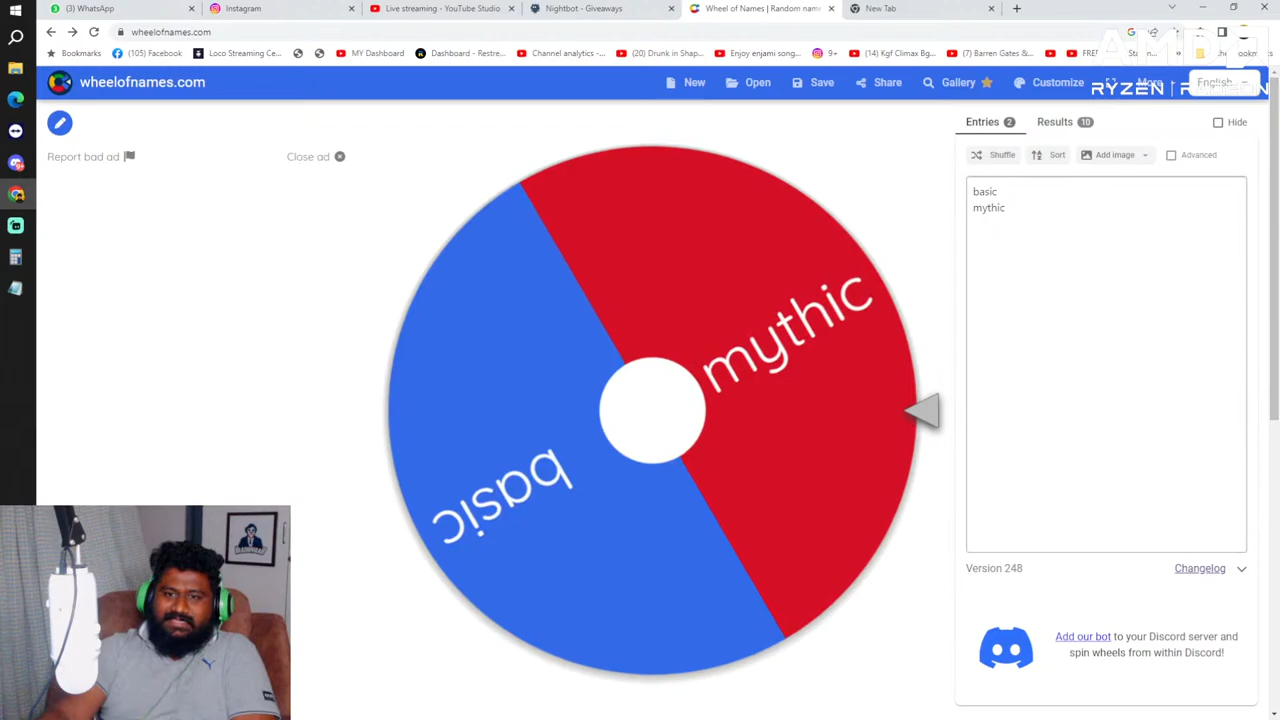 (3) WhatsApp
Instagram
Live streaming - YouTube Studio
Nightbot - Giveaways
Wheel of Names | Random name
New Tab
wheelofnames.com
Bookmarks
(105) Facebook
Loco Streaming Ce
MY Dashboard
Dashboard - Restre
Channel analytics -
(20) Drunk in Shap
Enjoy enjami song
9+
(14) Kgf Climax Bg
(7) Barren Gates &
wheelofnames.com
New
Open
Save
Share
Gallery
Customize
More
English
RYZEN
Report bad ad
Close ad
Entries 2
Results 10
Hide
Shuffle
Sort
Add image
Advanced
basic
mythic
mythic
basic
Version 248
Changelog
Add our bot to your Discord server and
spin wheels from within Discord!